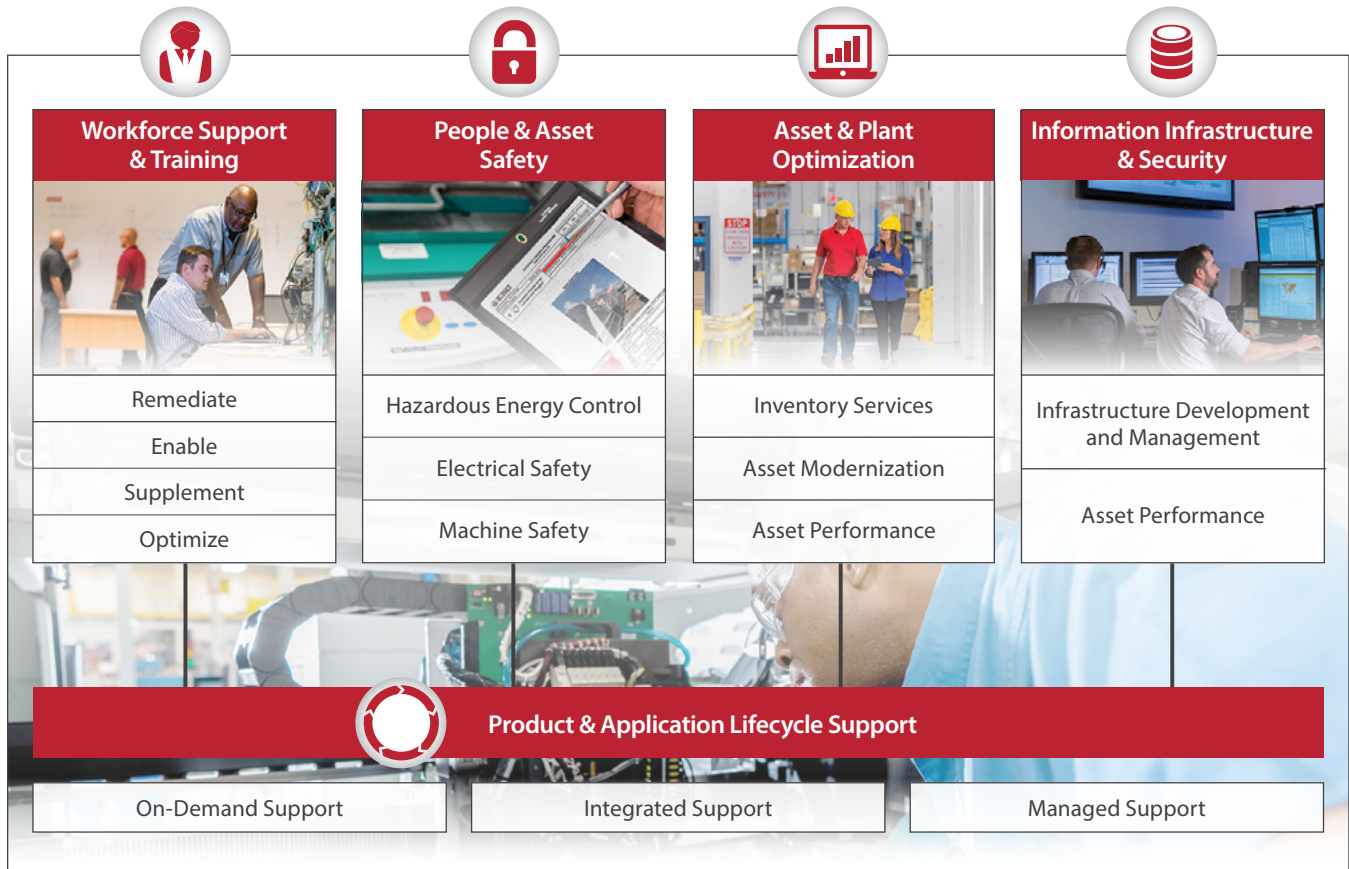 Workforce Support
& Training
People & Asset
Safety
Asset & Plant
Optimization
Information Infrastructure
& Security
STOP
Remediate
Enable
Supplement
Optimize
Hazardous Energy Control
Electrical Safety
Machine Safety
Inventory Services
Asset Modernization
Asset Performance
Infrastructure Development
and Management
Asset Performance
Product & Application Lifecycle Support
On-Demand Support
Integrated Support
Managed Support